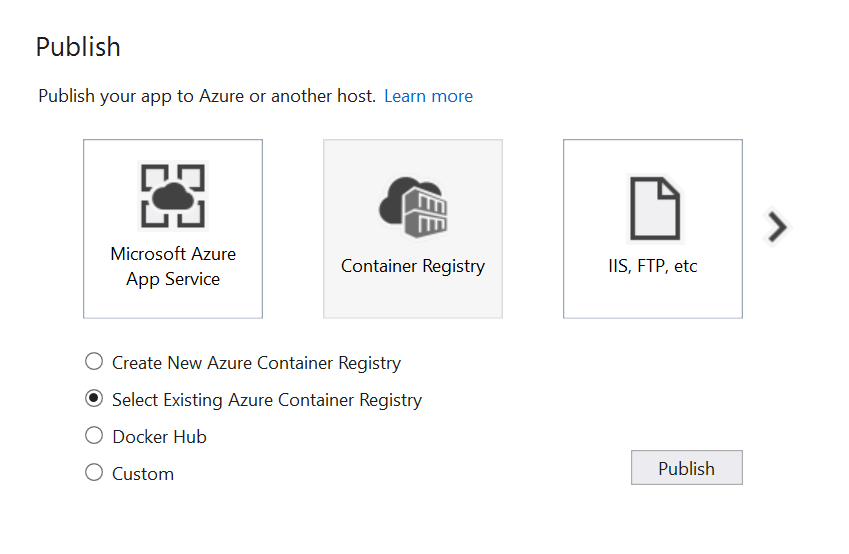 Publish
Publish your app to Azure or another host. Learn more
Microsoft Azure
App Service
Container Registry
IIS, FTP, etc
Create New Azure Container Registry
Select Existing Azure Container Registry
Docker Hub
Custom
Publish